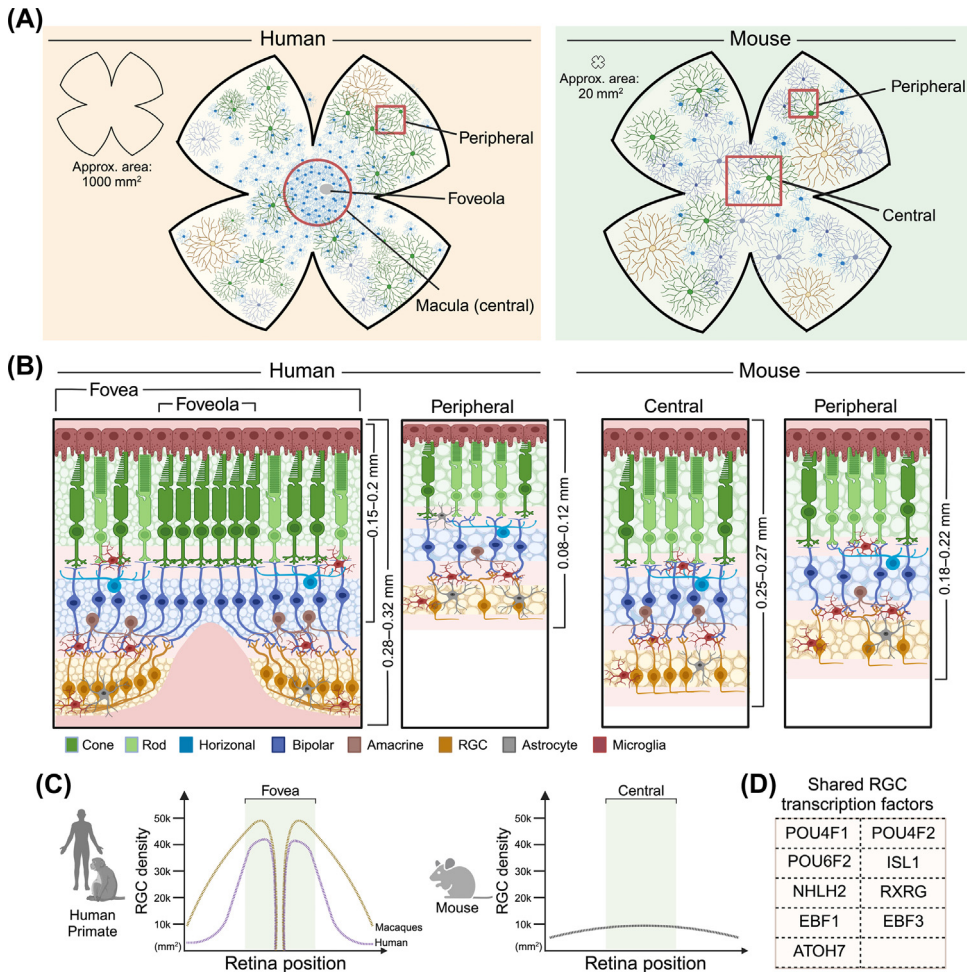 (A)
Human
Approx. area:
1000 mm²
Peripheral
Foveola
Macula (central)
Mouse
Approx. area:
20 mm²
Peripheral
Central
(B)
Human
Fovea
Foveola
0.15–0.2 mm
0.28–0.32 mm
Peripheral
0.08–0.12 mm
Mouse
Central
0.25–0.27 mm
Peripheral
0.18–0.22 mm
Cone Rod Horizonal Bipolar Amacrine RGC Astrocyte Microglia
(C)
Human
Primate
Fovea
RGC density
50k
40k
30k
20k
10k
(mm²)
Macaques
Human
Retina position
Mouse
Central
RGC density
50k
40k
30k
20k
10k
(mm²)
Retina position
(D)
Shared RGC
transcription factors
POU4F1 POU4F2
POU6F2 ISL1
NHLH2 RXRG
EBF1 EBF3
ATOH7